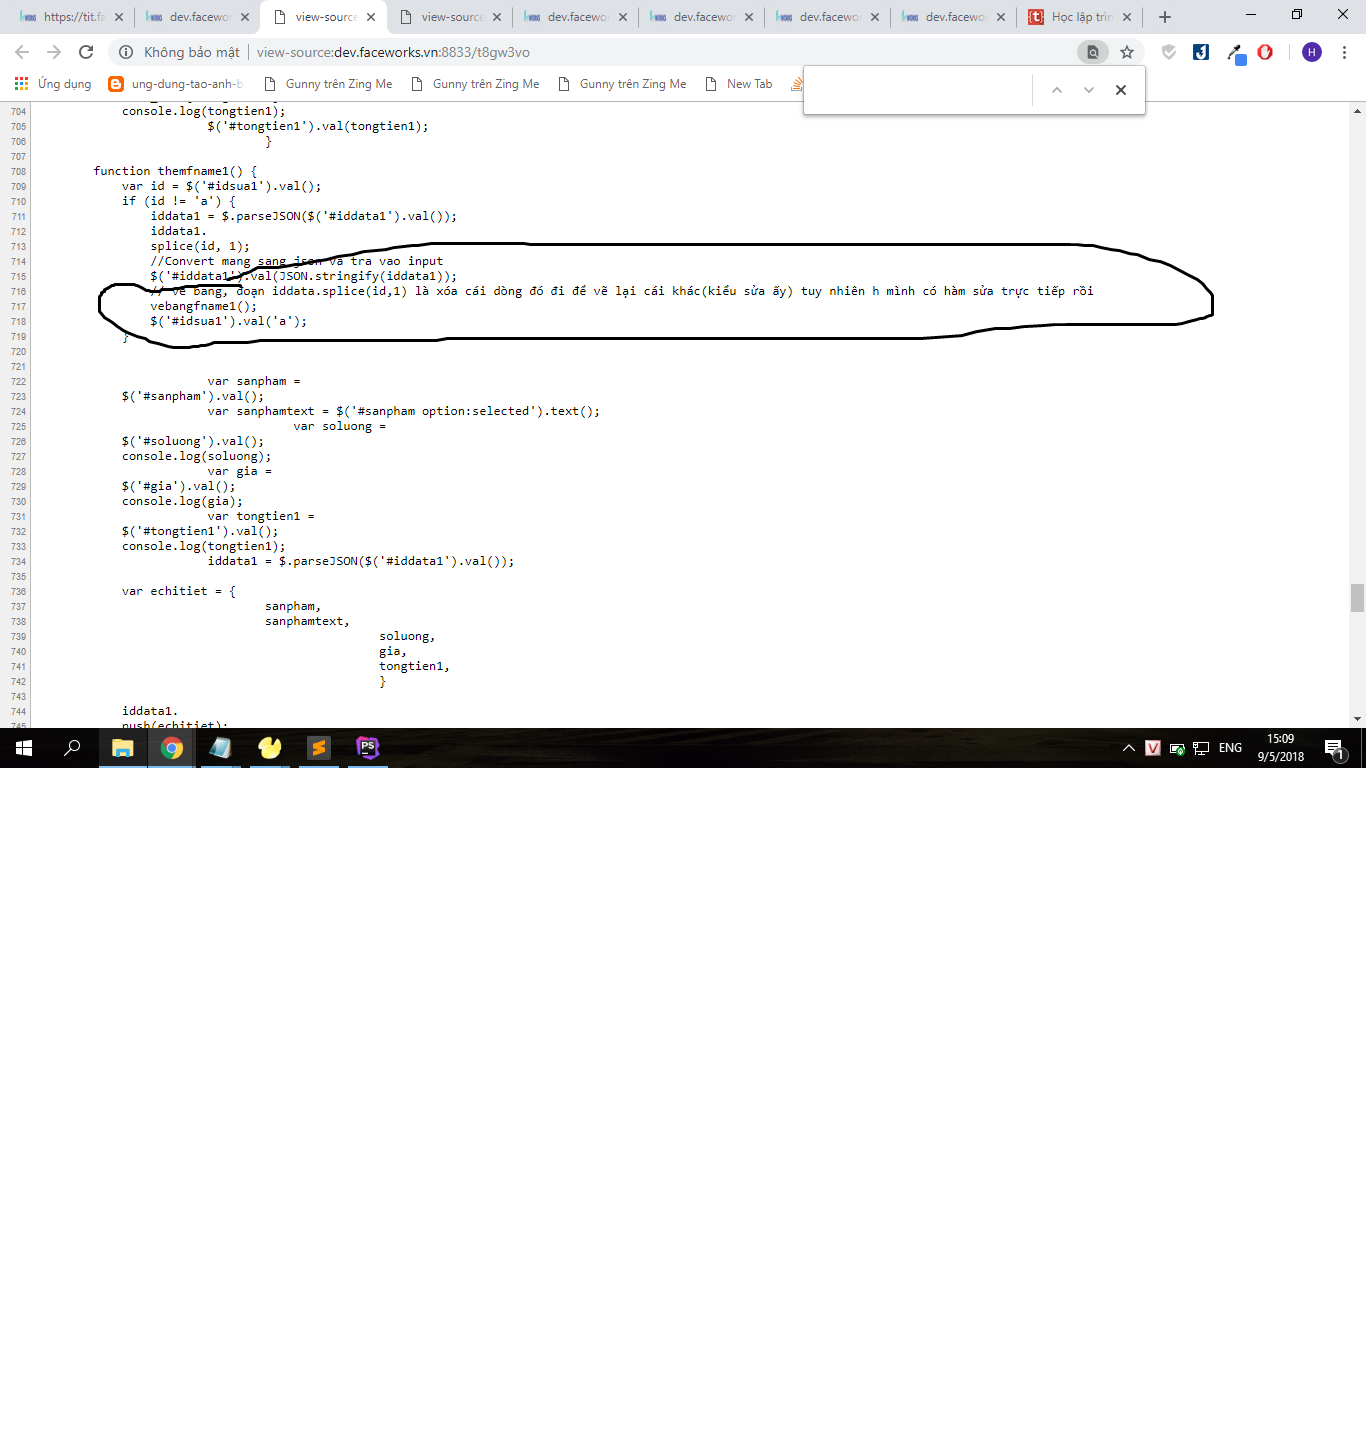 https://tit.fa
dev.facewor
view-source
view-source
dev.facewor
dev.facewor
dev.facewor
dev.facewor
Học lập trìn
Không bảo mật
view-source:dev.faceworks.vn:8833/t8gw3vo
H
Ứng dụng
ung-dung-tao-anh-b
Gunny trên Zing Me
Gunny trên Zing Me
Gunny trên Zing Me
New Tab
704 console.log(tongtien1);
705 $('#tongtien1').val(tongtien1);
706 }
707
708 function themfname1() {
709 var id = $('#idsua1').val();
710 if (id != 'a') {
711 iddata1 = $.parseJSON($('#iddata1').val());
712 iddata1.
713 splice(id, 1);
714 //Convert mang sang json va tra vao input
715 $('#iddata1').val(JSON.stringify(iddata1));
716 // vẽ bảng, đoạn iddata.splice(id,1) là xóa cái dòng đó đi để vẽ lại cái khác(kiểu sửa ấy) tuy nhiên h mình có hàm sửa trực tiếp rồi
717 vebangfname1();
718 $('#idsua1').val('a');
719 }
720
721
722 var sanpham =
723 $('#sanpham').val();
724 var sanphamtext = $('#sanpham option:selected').text();
725 var soluong =
726 $('#soluong').val();
727 console.log(soluong);
728 var gia =
729 $('#gia').val();
730 console.log(gia);
731 var tongtien1 =
732 $('#tongtien1').val();
733 console.log(tongtien1);
734 iddata1 = $.parseJSON($('#iddata1').val());
735
736 var echitiet = {
737 sanpham,
738 sanphamtext,
739 soluong,
740 gia,
741 tongtien1,
742 }
743
744 iddata1.
745 push(echitiet);
PS
V
ENG
15:09
9/5/2018
1